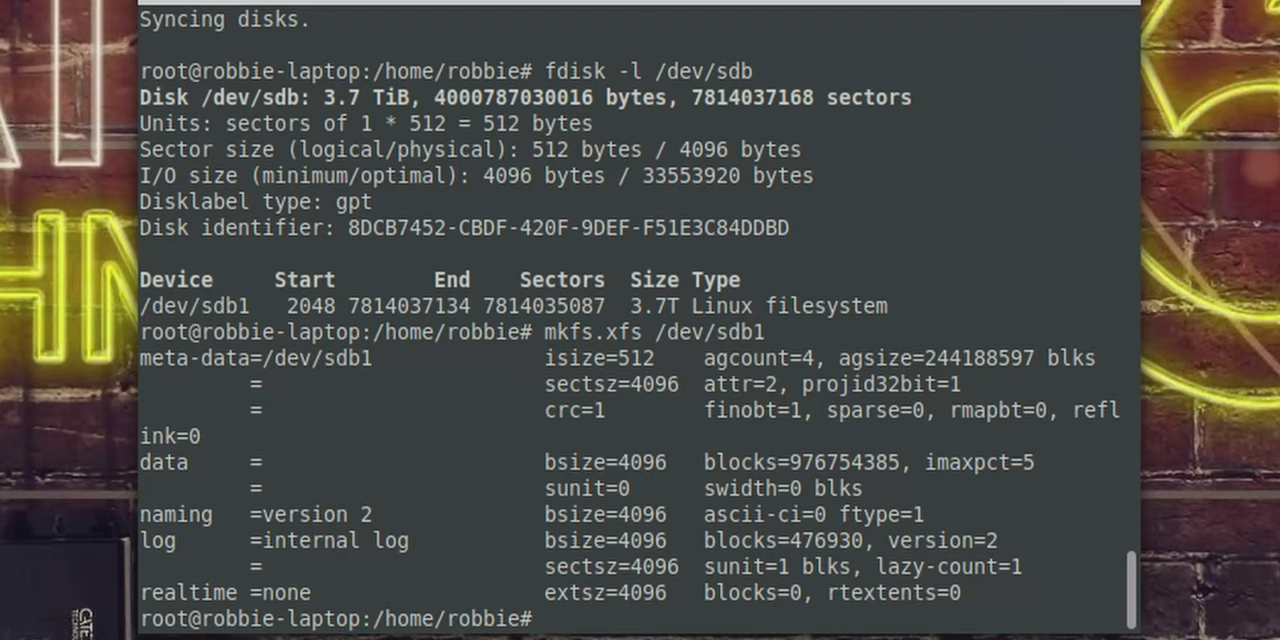 Syncing disks.
root@robbie-laptop:/home/robbie# fdisk -l /dev/sdb
Disk /dev/sdb: 3.7 TiB, 4000787030016 bytes, 7814037168 sectors
Units: sectors of 1 * 512 = 512 bytes
Sector size (logical/physical): 512 bytes / 4096 bytes
I/O size (minimum/optimal): 4096 bytes / 33553920 bytes
Disklabel type: gpt
Disk identifier: 8DCB7452-CBDF-420F-9DEF-F51E3C84DDBD
Device     Start        End    Sectors  Size Type
/dev/sdb1   2048 7814037134 7814035087  3.7T Linux filesystem
root@robbie-laptop:/home/robbie# mkfs.xfs /dev/sdb1
meta-data=/dev/sdb1              isize=512    agcount=4, agsize=244188597 blks
         =                       sectsz=4096  attr=2, projid32bit=1
         =                       crc=1        finobt=1, sparse=0, rmapbt=0, refl
ink=0
data     =                       bsize=4096   blocks=976754385, imaxpct=5
         =                       sunit=0      swidth=0 blks
naming   =version 2              bsize=4096   ascii-ci=0 ftype=1
log      =internal log           bsize=4096   blocks=476930, version=2
         =                       sectsz=4096  sunit=1 blks, lazy-count=1
realtime =none                   extsz=4096   blocks=0, rtextents=0
root@robbie-laptop:/home/robbie#